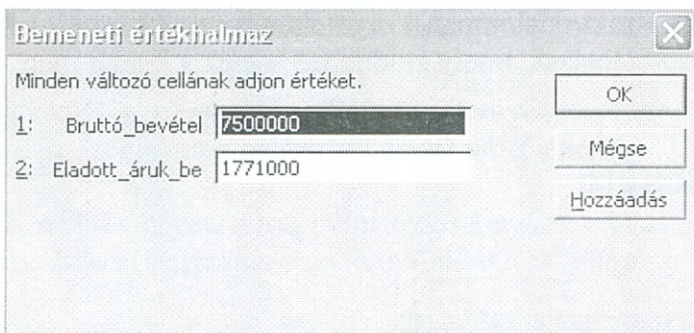 Bemeneti értékhalmaz
Minden változó cellának adjon értéket.
1: Bruttó_bevétel 7500000
2: Eladott_áruk_be 1771000
OK
Mégse
Hozzáadás